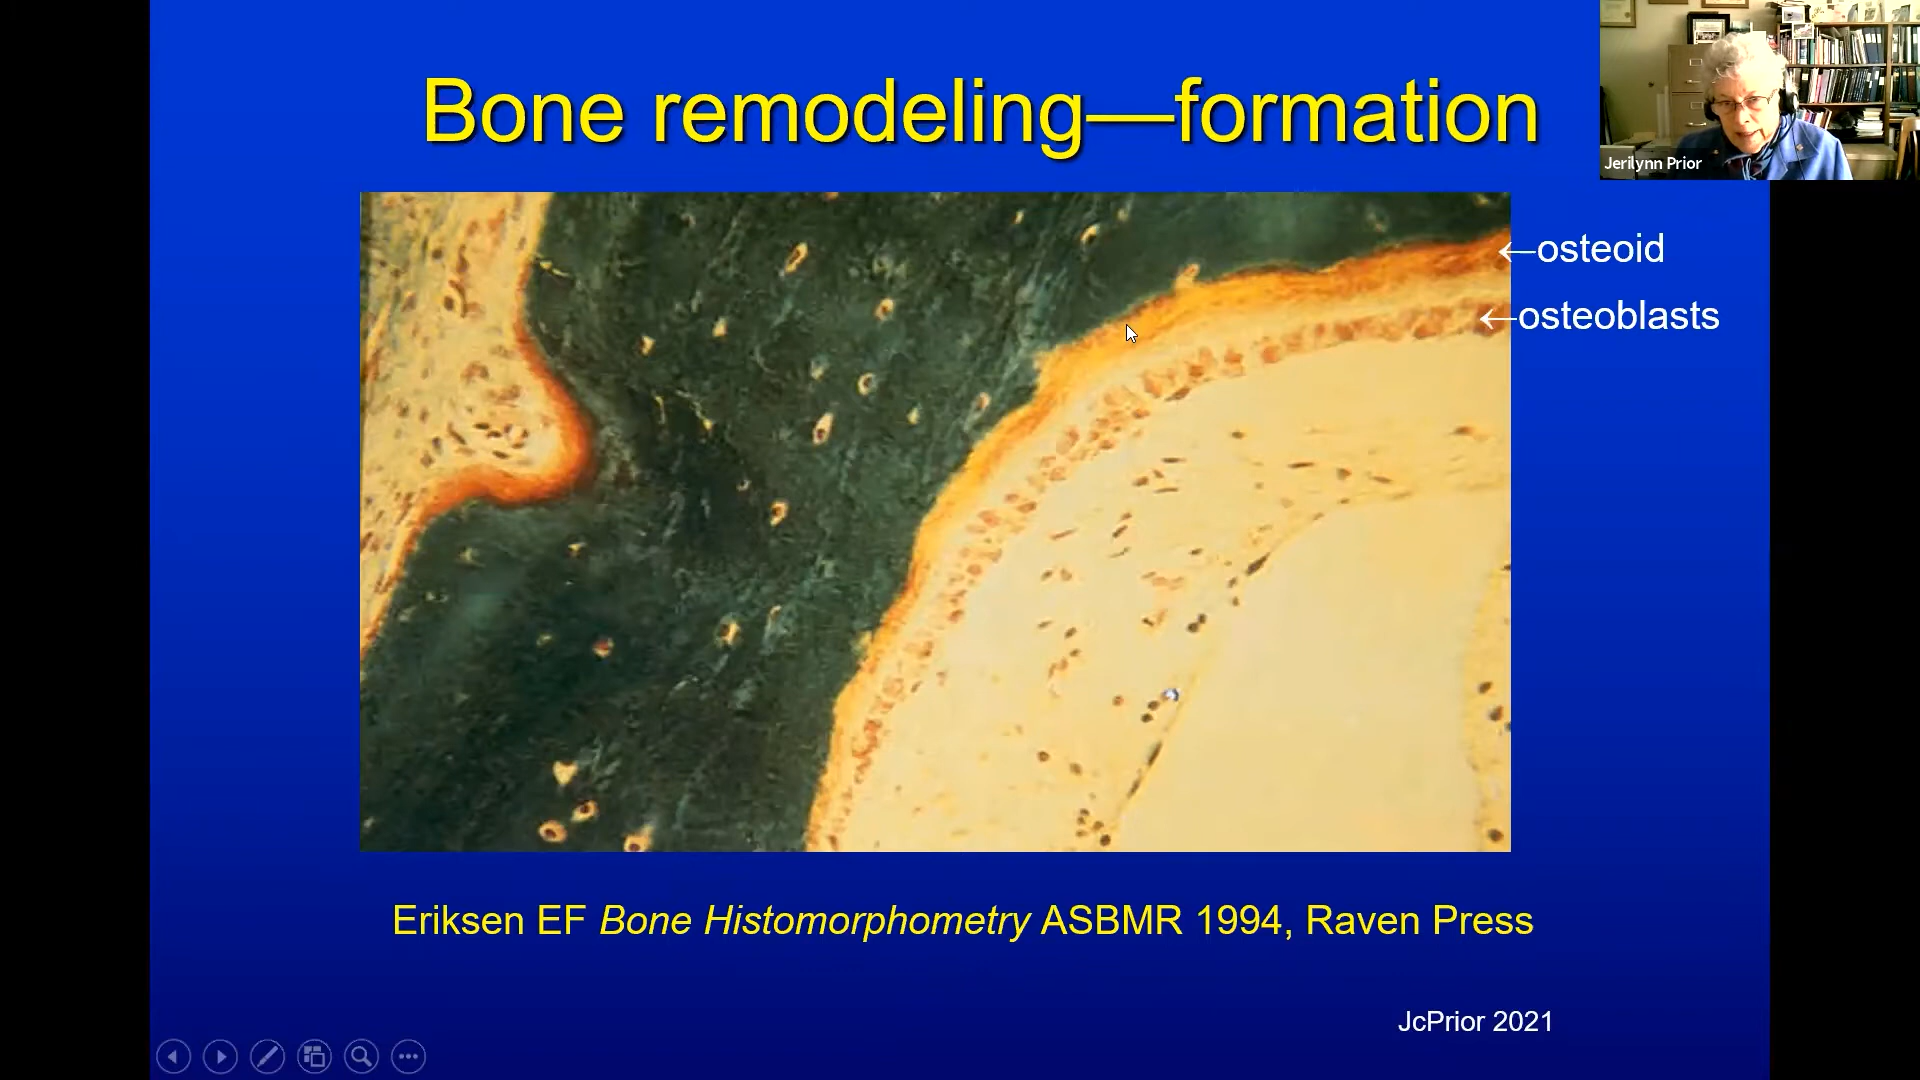 Bone remodeling—formation
Jerilynn Prior
←osteoid
←osteoblasts
Eriksen EF Bone Histomorphometry ASBMR 1994, Raven Press
JcPrior 2021